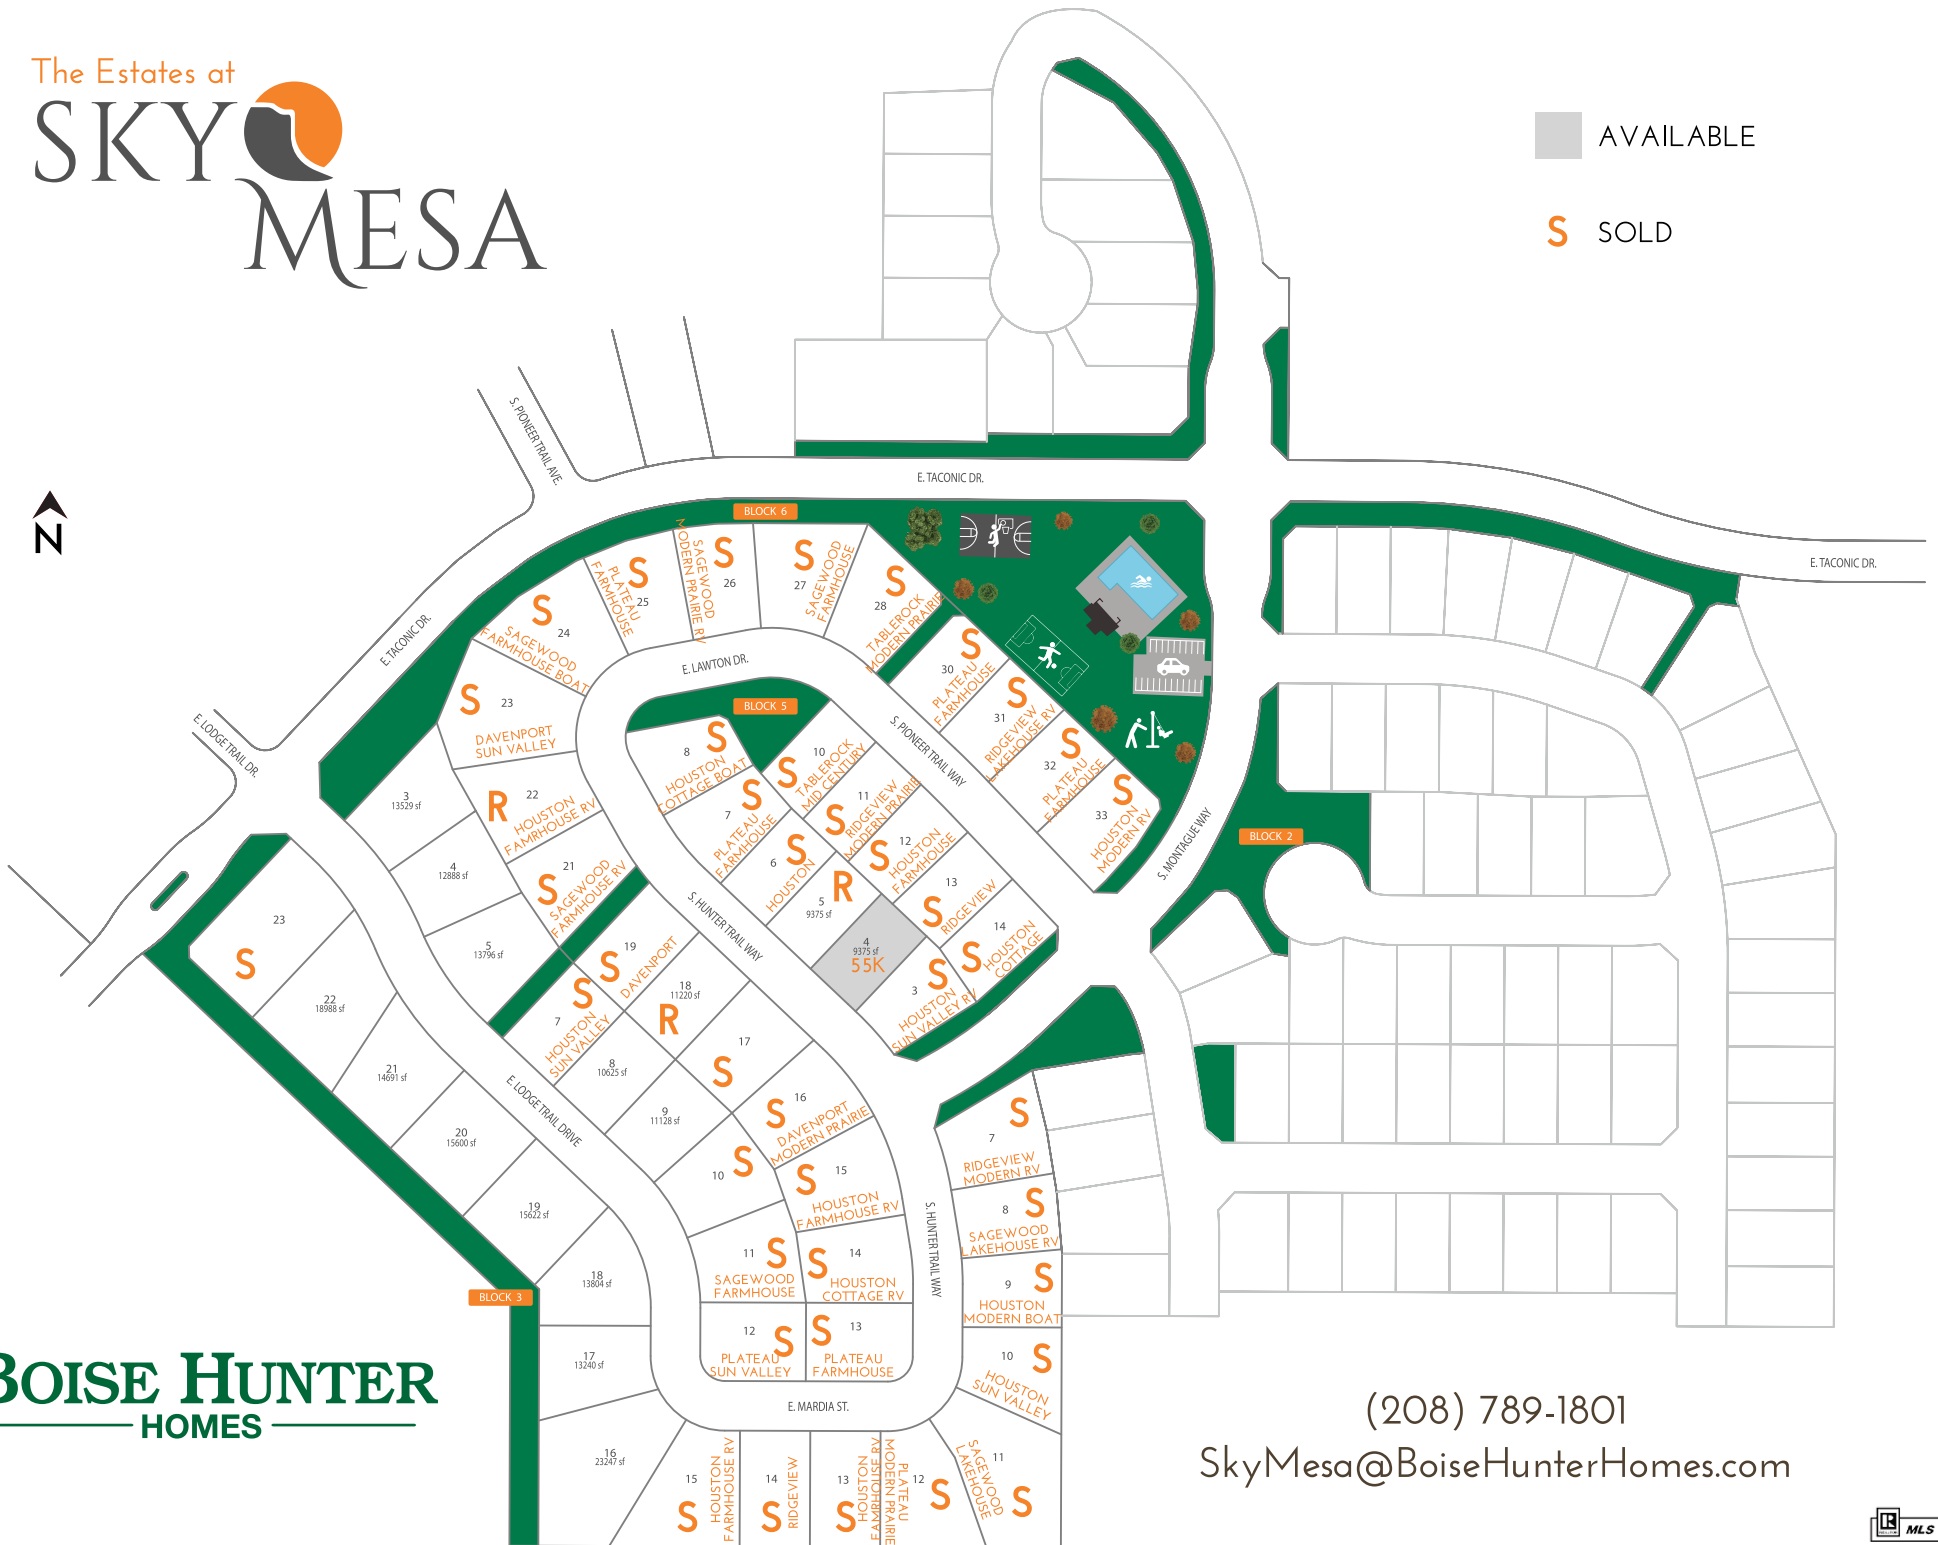 The Estates at
SKY
MESA
AVAILABLE
S SOLD
N
S. PIONEER TRAIL AVE.
E. TACONIC DR.
E. TACONIC DR.
E. TACONIC DR.
E. LODGE TRAIL DR.
BLOCK 6
S
23
DAVENPORT
SUN VALLEY
S
24
SAGEWOOD
FARMHOUSE BOAT
S
25
PLATEAU
FARMHOUSE
S
26
SAGEWOOD
MODERN PRAIRIE RV
S
27
SAGEWOOD
FARMHOUSE
S
28
TABLEROCK
MODERN PRAIRIE
S
30
PLATEAU
FARMHOUSE
S
31
RIDGEVIEW
LAKEHOUSE RV
S
32
PLATEAU
FARMHOUSE
S
33
HOUSTON
MODERN RV
E. LAWTON DR.
S. PIONEER TRAIL WAY
S. MONTAGUE WAY
BLOCK 5
S
8
HOUSTON
COTTAGE BOAT
S
7
PLATEAU
FARMHOUSE
S
6
HOUSTON
R
5
9375 sf
4
9375 sf
55K
S
3
HOUSTON
SUN VALLEY RV
S
10
TABLEROCK
MID CENTURY
S
11
RIDGEVIEW
MODERN PRAIRIE
S
12
HOUSTON
FARMHOUSE
S
13
RIDGEVIEW
S
14
HOUSTON
COTTAGE
BLOCK 2
S. HUNTER TRAIL WAY
3
13529 sf
4
12888 sf
5
13796 sf
R
22
HOUSTON
FAMRHOUSE RV
S
21
SAGEWOOD
FARMHOUSE RV
S
19
DAVENPORT
18
11220 sf
R
17
S
S
16
DAVENPORT
MODERN PRAIRIE
S
15
HOUSTON
FARMHOUSE RV
S
14
HOUSTON
COTTAGE RV
S
13
PLATEAU
FARMHOUSE
S
7
HOUSTON
SUN VALLEY
8
10625 sf
9
11128 sf
10
S
11
S
SAGEWOOD
FARMHOUSE
12
S
PLATEAU
SUN VALLEY
E. LODGE TRAIL DRIVE
23
S
22
18988 sf
21
14691 sf
20
15600 sf
19
15622 sf
18
13804 sf
17
13240 sf
16
23247 sf
BLOCK 3
S. HUNTER TRAIL WAY
E. MARDIA ST.
S
7
RIDGEVIEW
MODERN RV
8
S
SAGEWOOD
LAKEHOUSE RV
9
S
HOUSTON
MODERN BOAT
10
S
HOUSTON
SUN VALLEY
11
S
SAGEWOOD
LAKEHOUSE
12
S
PLATEAU
MODERN PRAIRIE
13
S
HOUSTON
FAMRHOUSE RV
14
S
RIDGEVIEW
15
S
HOUSTON
FARMHOUSE RV
BOISE HUNTER
HOMES
(208) 789-1801
SkyMesa@BoiseHunterHomes.com
R
MLS